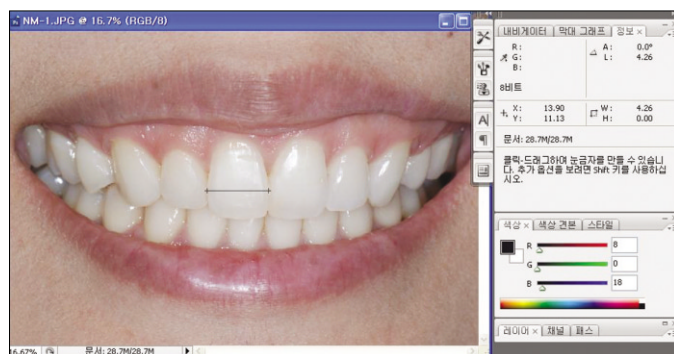 NM-1.JPG @ 16.7% (RGB/8)
내비게이터 | 막대 그래프 | 정보 ×
R: A: 0.0°
G: L: 4.26
B:
8비트
X: 13.90 W: 4.26
Y: 11.13 H: 0.00
문서: 28.7M/28.7M
클릭-드래그하여 눈금자를 만들 수 있습니
다. 추가 옵션을 보려면 Shift 키를 사용하십
시오.
색상 × | 색상 견본 | 스타일
R 8
G 0
B 18
레이어 × | 채널 | 패스
16.67% 문서: 28.7M/28.7M